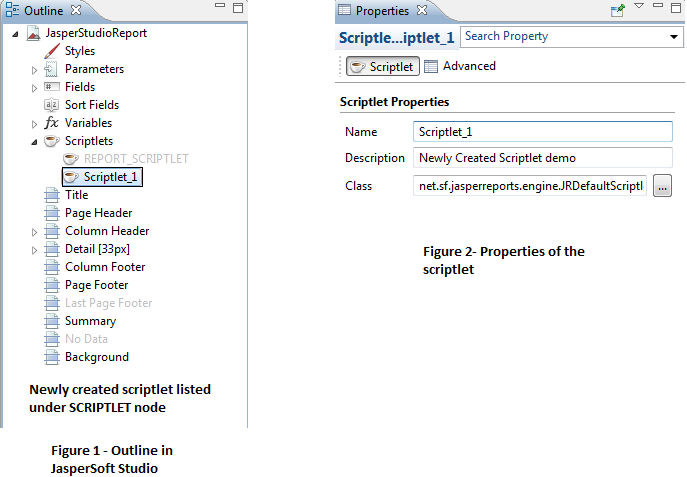 Outline
JasperStudioReport
Styles
Parameters
Fields
Sort Fields
fx Variables
Scriptlets
REPORT_SCRIPTLET
Scriptlet_1
Title
Page Header
Column Header
Detail [33px]
Column Footer
Page Footer
Last Page Footer
Summary
No Data
Background
Newly created scriptlet listed
under SCRIPTLET node
Figure 1 - Outline in
JasperSoft Studio
Properties
Scriptle...iptlet_1 Search Property
Scriptlet Advanced
Scriptlet Properties
Name Scriptlet_1
Description Newly Created Scriptlet demo
Class net.sf.jasperreports.engine.JRDefaultScriptl ...
Figure 2- Properties of the
scriptlet